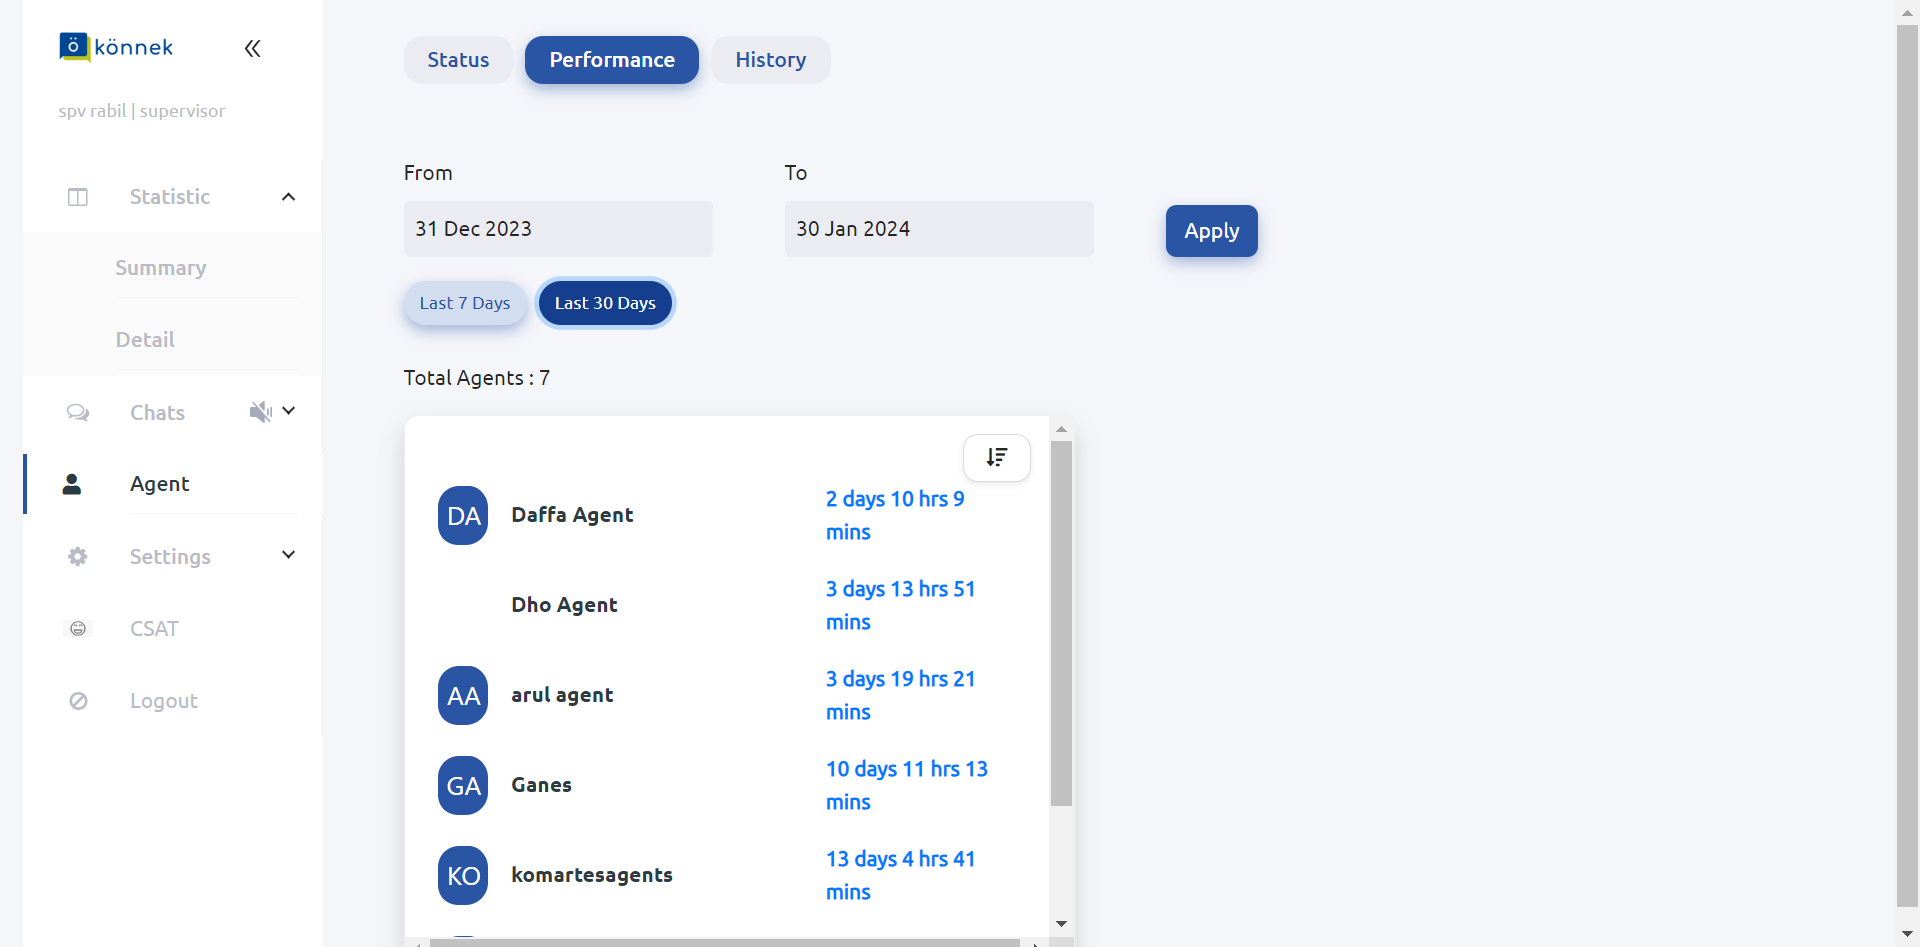 ö könnek
spv rabil | supervisor
Statistic
Summary
Detail
Chats
Agent
Settings
CSAT
Logout
Status
Performance
History
From
To
31 Dec 2023
30 Jan 2024
Apply
Last 7 Days
Last 30 Days
Total Agents : 7
DA
Daffa Agent
2 days 10 hrs 9
mins
Dho Agent
3 days 13 hrs 51
mins
AA
arul agent
3 days 19 hrs 21
mins
GA
Ganes
10 days 11 hrs 13
mins
KO
komartesagents
13 days 4 hrs 41
mins